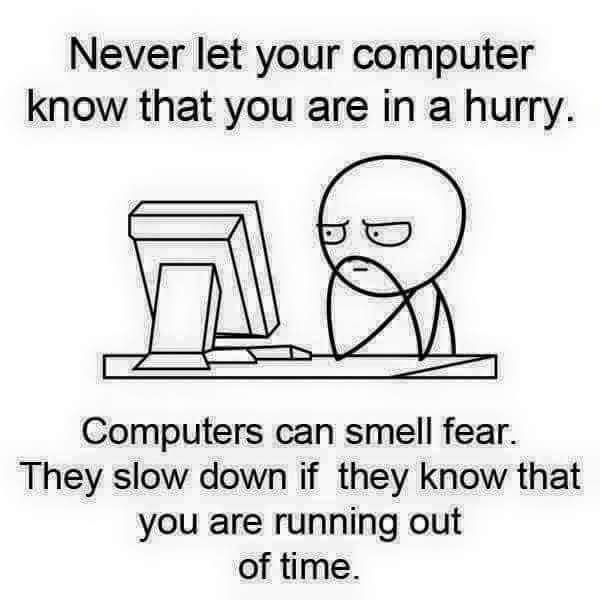 Never let your computer
know that you are in a hurry.
Computers can smell fear.
They slow down if they know that
you are running out
of time.